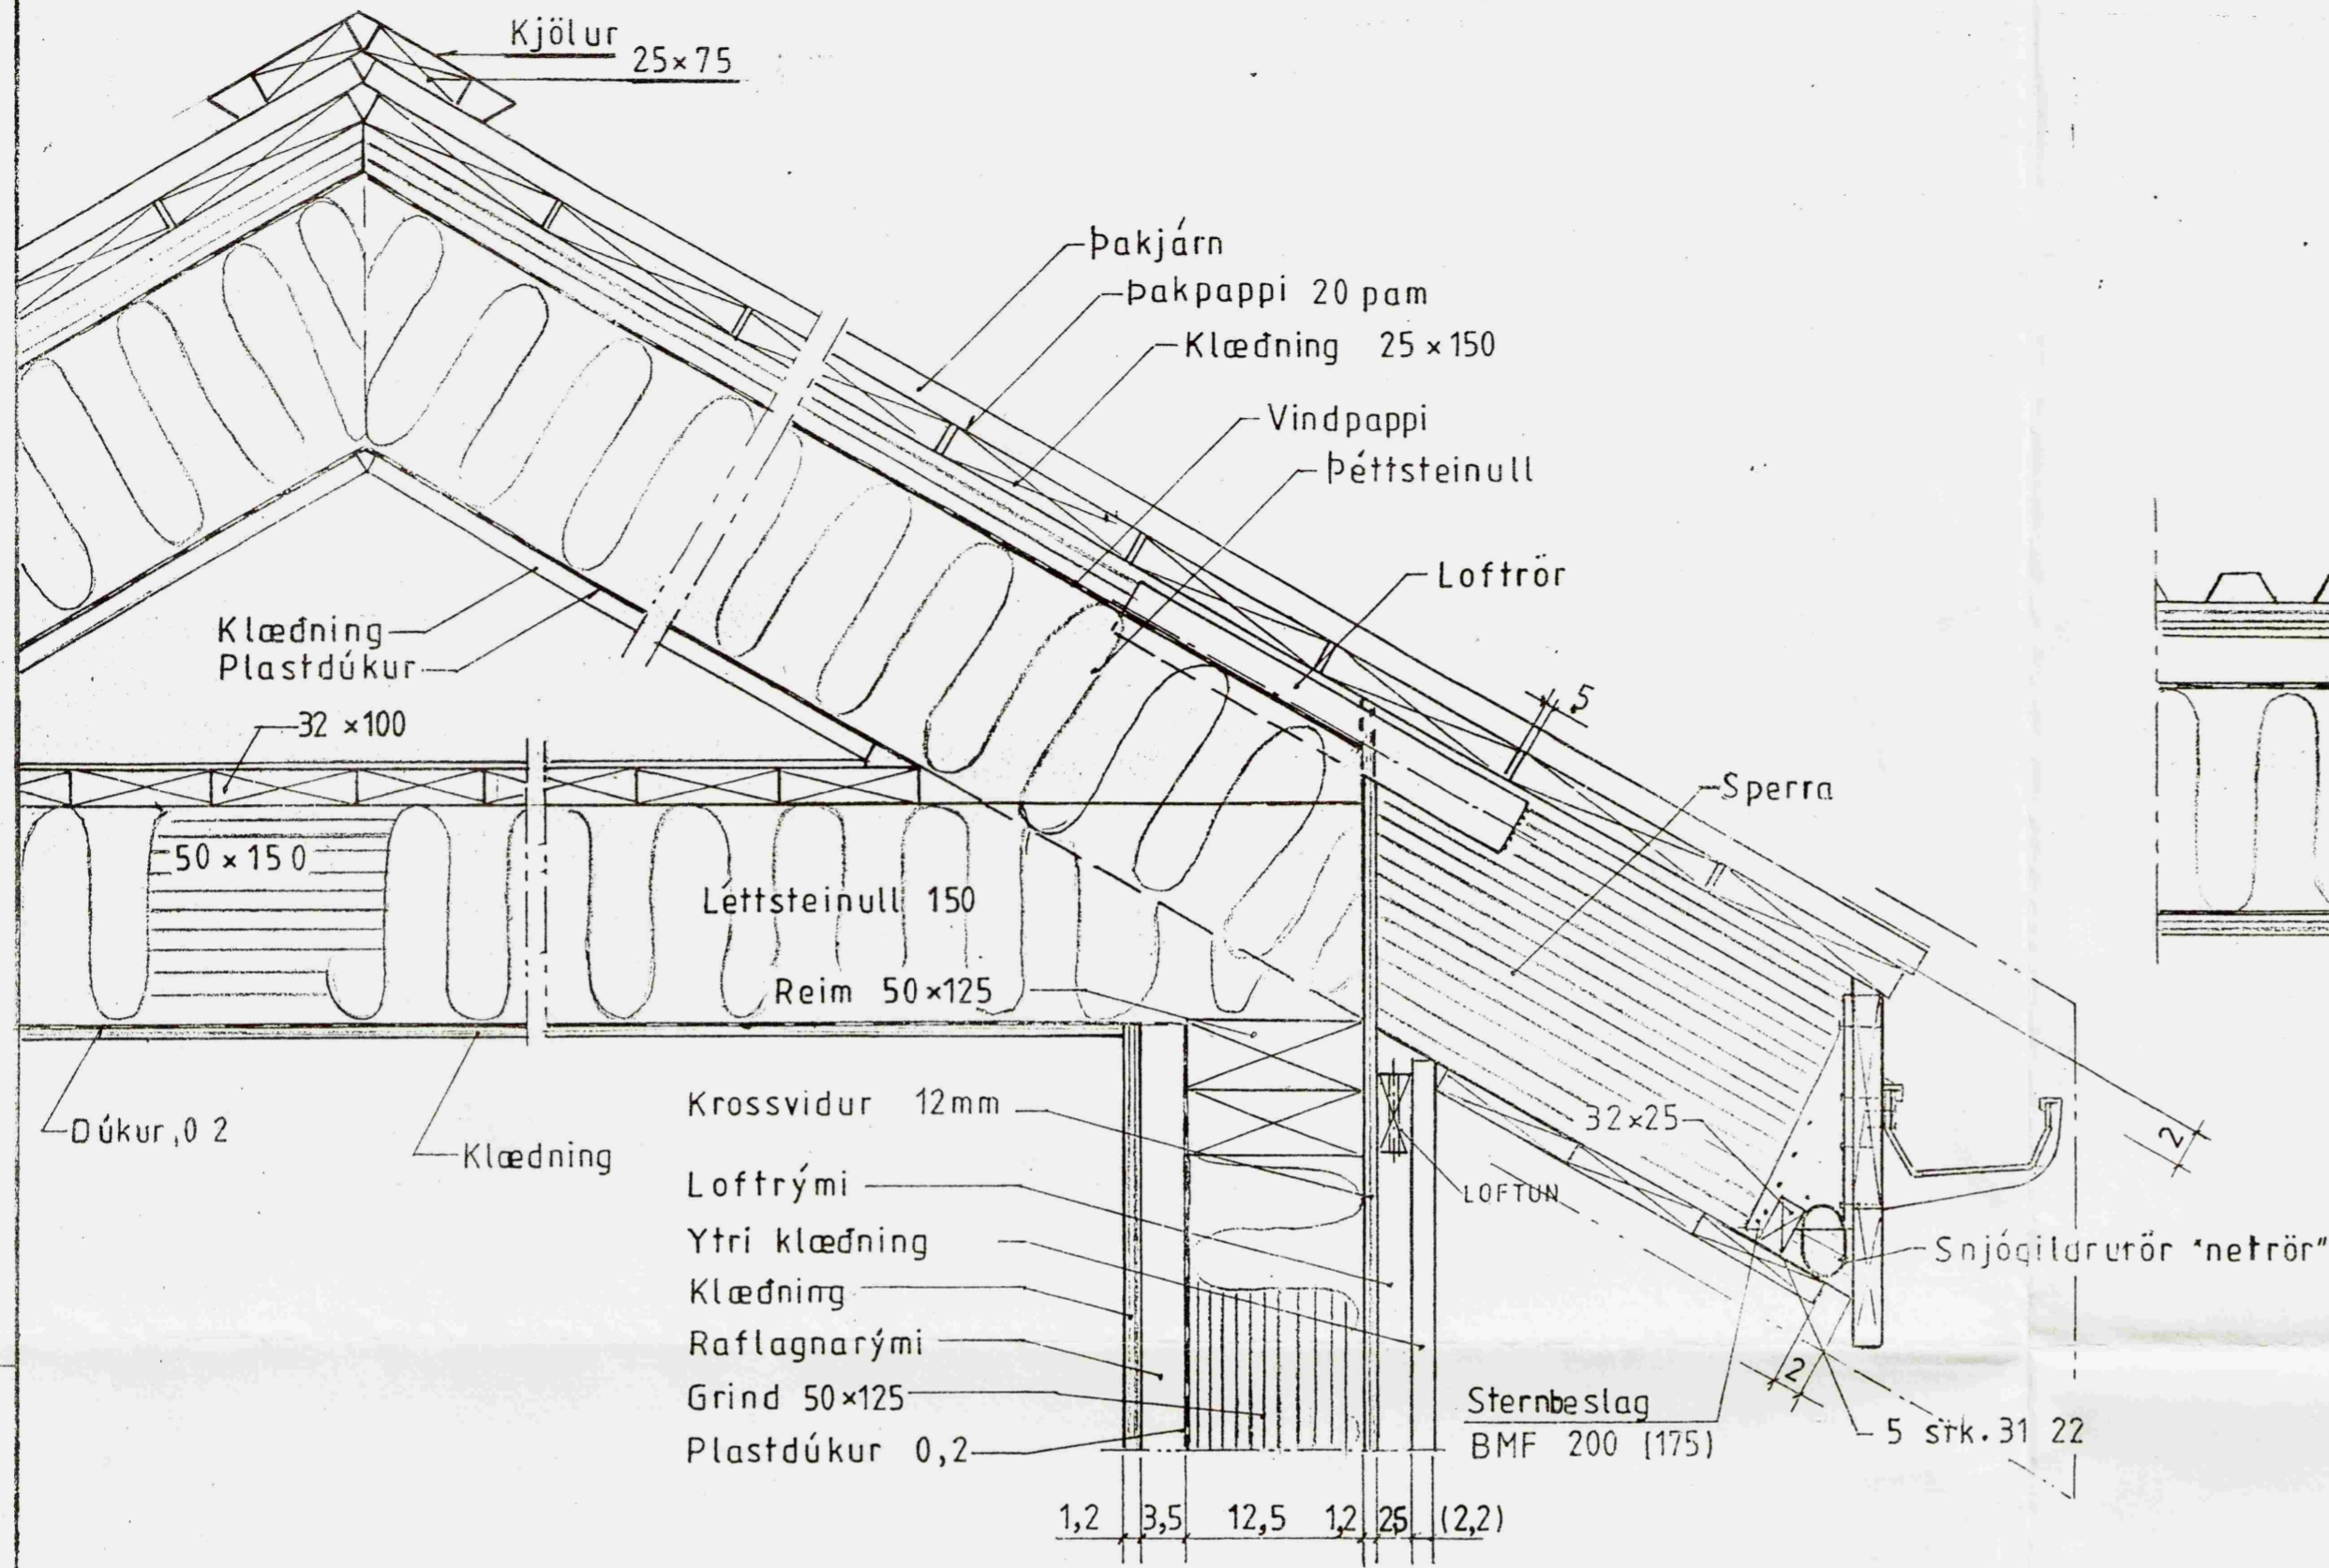 Kjölur
25×75
Þakjárn
Þakpappi 20 pam
Klæðning 25×150
Vindpappi
Þéttsteinull
Loftrör
5
Klæðning
Plastdúkur
32×100
Sperra
50×150
Léttsteinull 150
Reim 50×125
Dúkur,0 2
Klædning
Krossvidur 12mm
32×25
LOFTUN
2
Loftrými
Ytri klæðning
Snjógildrurör "netrör"
Klæðning
Raflagnarými
2
Grind 50×125
Sternbeslag
BMF 200 (175)
5 stk.31 22
Plastdúkur 0,2
1,2 3,5 12,5 1,2 25 (2,2)